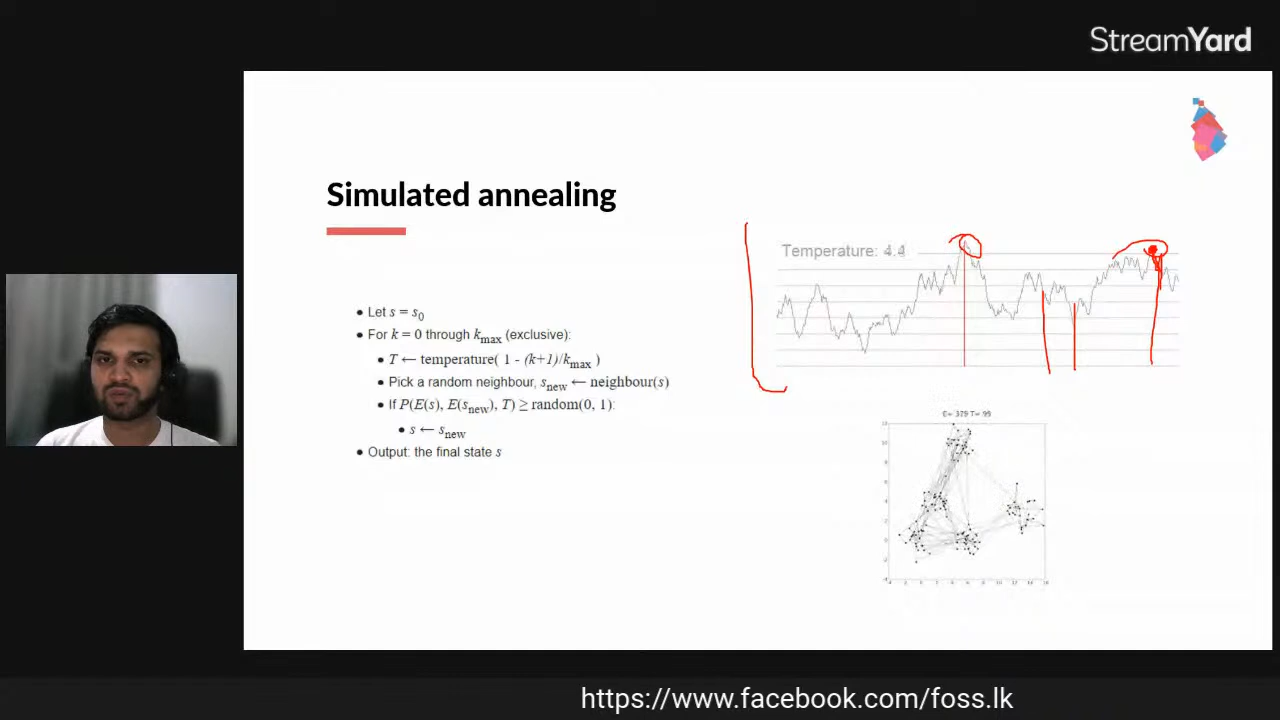 StreamYard
Simulated annealing
• Let s = s0
• For k = 0 through kmax (exclusive):
• T ← temperature( 1 - (k+1)/kmax )
• Pick a random neighbour, snew ← neighbour(s)
• If P(E(s), E(snew), T) ≥ random(0, 1):
• s ← snew
• Output: the final state s
Temperature: 4.4
E= 379 T= 99
https://www.facebook.com/foss.lk